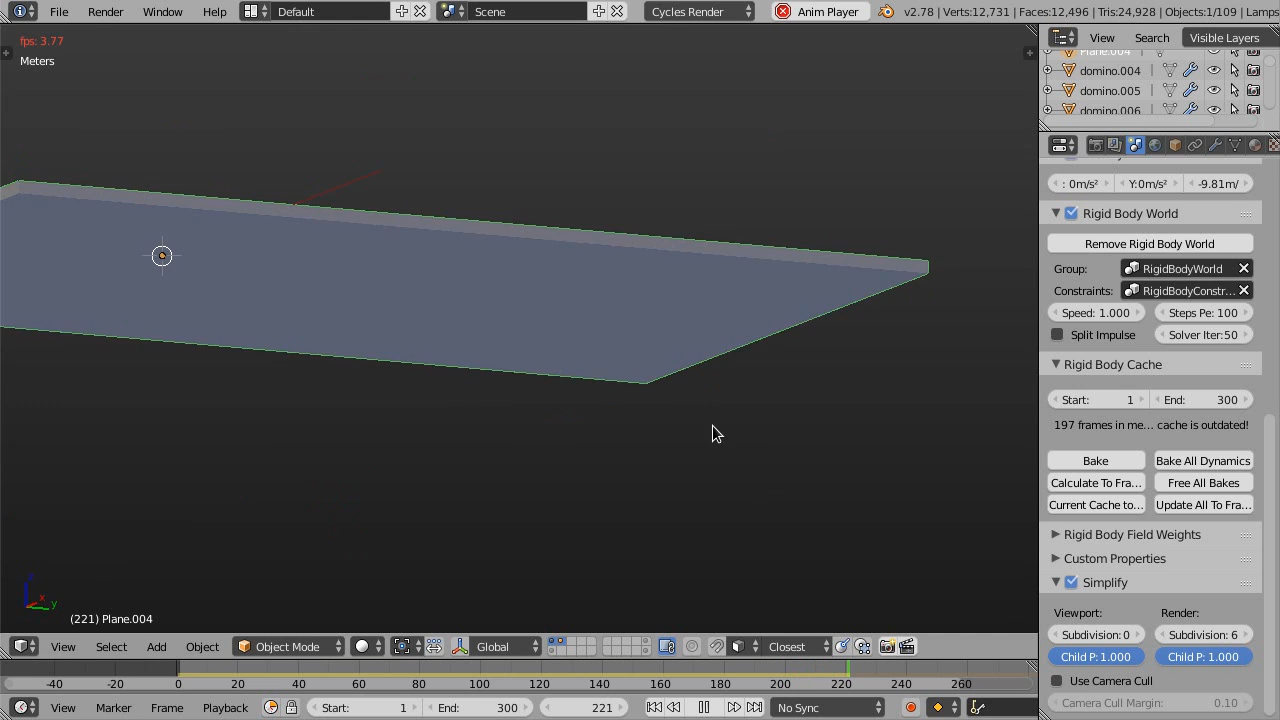 File Render Window Help Default Scene Cycles Render Anim Player v2.78 | Verts:12,731 | Faces:12,496 | Tris:24,928 | Objects:1/109 | Lamps
fps: 3.77
Meters
View Search Visible Layers
Plane.004
domino.004
domino.005
domino.006
: 0m/s² Y:0m/s² -9.81m/
Rigid Body World
Remove Rigid Body World
Group: RigidBodyWorld
Constraints: RigidBodyConstr...
Speed: 1.000 Steps Pe: 100
Split Impulse Solver Iter:50
Rigid Body Cache
Start: 1 End: 300
197 frames in me... cache is outdated!
Bake Bake All Dynamics
Calculate To Fra... Free All Bakes
Current Cache to... Update All To Fra...
Rigid Body Field Weights
Custom Properties
Simplify
Viewport: Render:
Subdivision: 0 Subdivision: 6
Child P: 1.000 Child P: 1.000
Use Camera Cull
Camera Cull Margin: 0.10
z
x y
(221) Plane.004
View Select Add Object Object Mode Global Closest
-40 -20 0 20 40 60 80 100 120 140 160 180 200 220 240 260
View Marker Frame Playback Start: 1 End: 300 221 No Sync